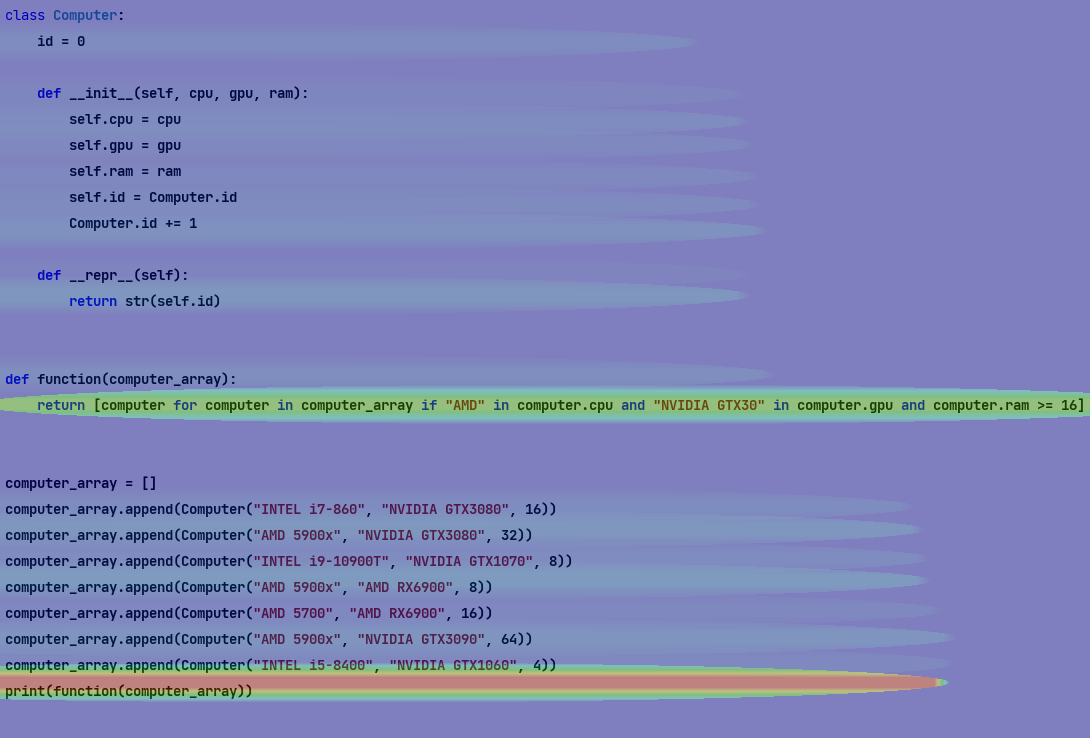 class Computer:
    id = 0
    def __init__(self, cpu, gpu, ram):
        self.cpu = cpu
        self.gpu = gpu
        self.ram = ram
        self.id = Computer.id
        Computer.id += 1
    def __repr__(self):
        return str(self.id)
def function(computer_array):
    return [computer for computer in computer_array if "AMD" in computer.cpu and "NVIDIA GTX30" in computer.gpu and computer.ram >= 16]
computer_array = []
computer_array.append(Computer("INTEL i7-860", "NVIDIA GTX3080", 16))
computer_array.append(Computer("AMD 5900x", "NVIDIA GTX3080", 32))
computer_array.append(Computer("INTEL i9-10900T", "NVIDIA GTX1070", 8))
computer_array.append(Computer("AMD 5900x", "AMD RX6900", 8))
computer_array.append(Computer("AMD 5700", "AMD RX6900", 16))
computer_array.append(Computer("AMD 5900x", "NVIDIA GTX3090", 64))
computer_array.append(Computer("INTEL i5-8400", "NVIDIA GTX1060", 4))
print(function(computer_array))